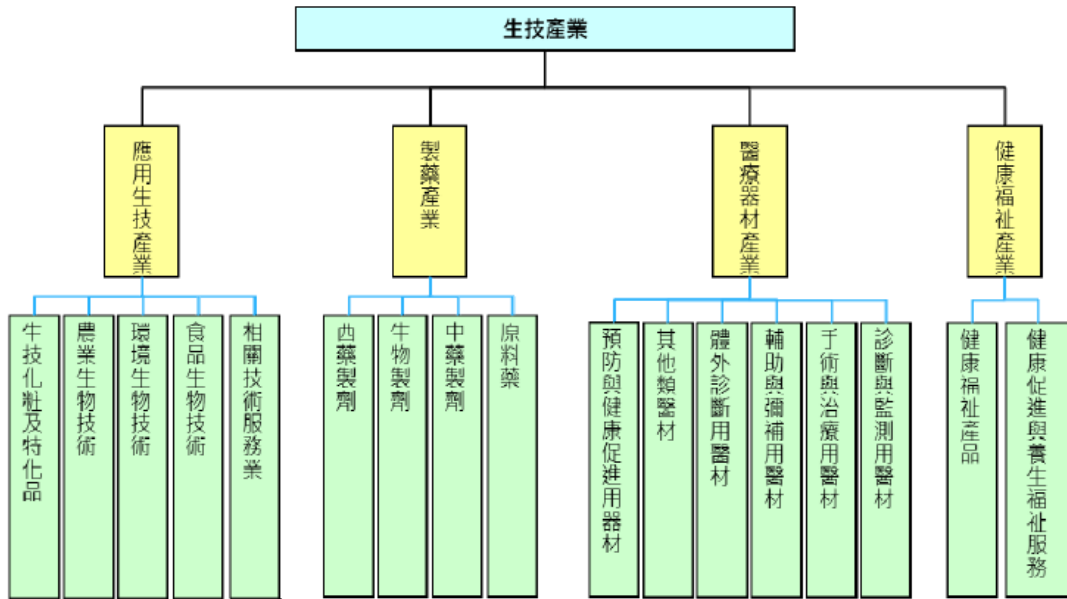 生技產業
應用生技產業
製藥產業
醫療器材產業
健康福祉產業
生技化粧及特化品
農業生物技術
環境生物技術
食品生物技術
相關技術服務業
西藥製劑
生物製劑
中藥製劑
原料藥
預防與健康促進用器材
其他類醫材
體外診斷用醫材
輔助與彌補用醫材
手術與治療用醫材
診斷與監測用醫材
健康福祉產品
健康促進與養生福祉服務